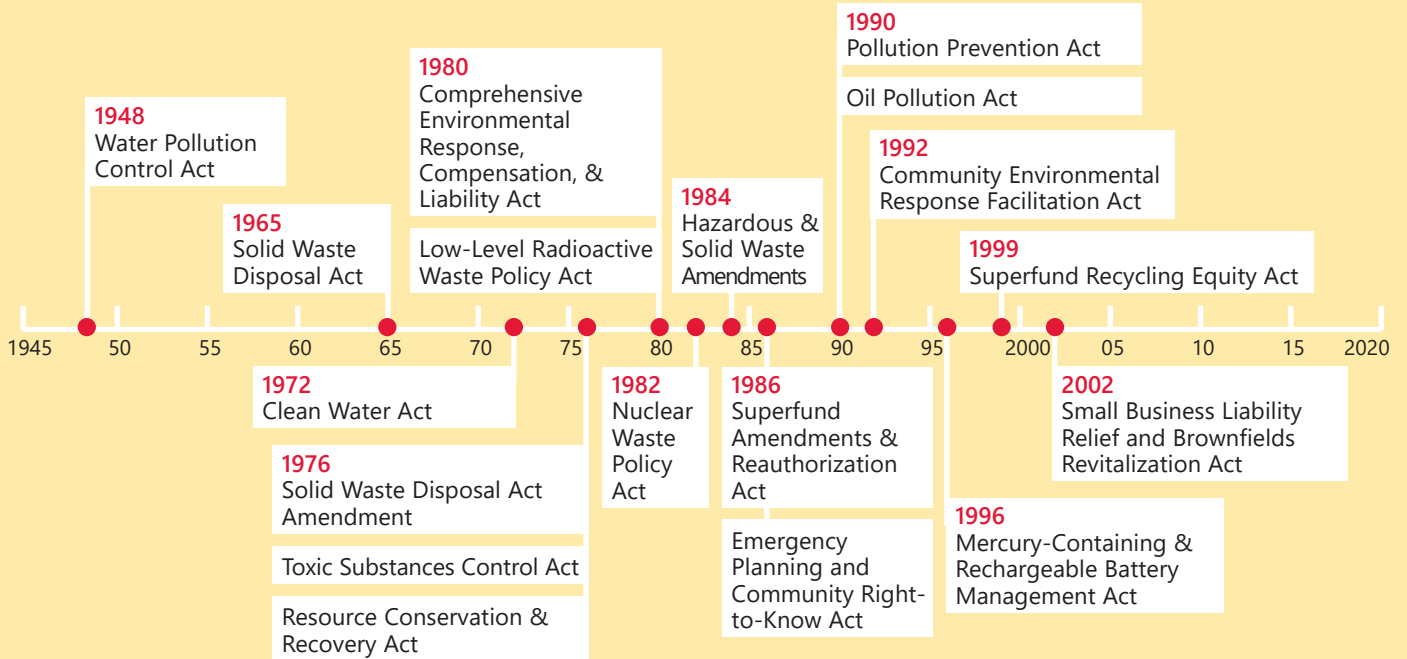 1990
Pollution Prevention Act
Oil Pollution Act
1980
Comprehensive
Environmental
Response,
Compensation, &
Liability Act
Low-Level Radioactive
Waste Policy Act
1948
Water Pollution
Control Act
1992
Community Environmental
Response Facilitation Act
1984
Hazardous &
Solid Waste
Amendments
1965
Solid Waste
Disposal Act
1999
Superfund Recycling Equity Act
1945 50 55 60 65 70 75 80 85 90 95 2000 05 10 15 2020
1972
Clean Water Act
1976
Solid Waste Disposal Act
Amendment
Toxic Substances Control Act
Resource Conservation &
Recovery Act
1982
Nuclear
Waste
Policy
Act
1986
Superfund
Amendments &
Reauthorization
Act
Emergency
Planning and
Community Right-
to-Know Act
2002
Small Business Liability
Relief and Brownfields
Revitalization Act
1996
Mercury-Containing &
Rechargeable Battery
Management Act